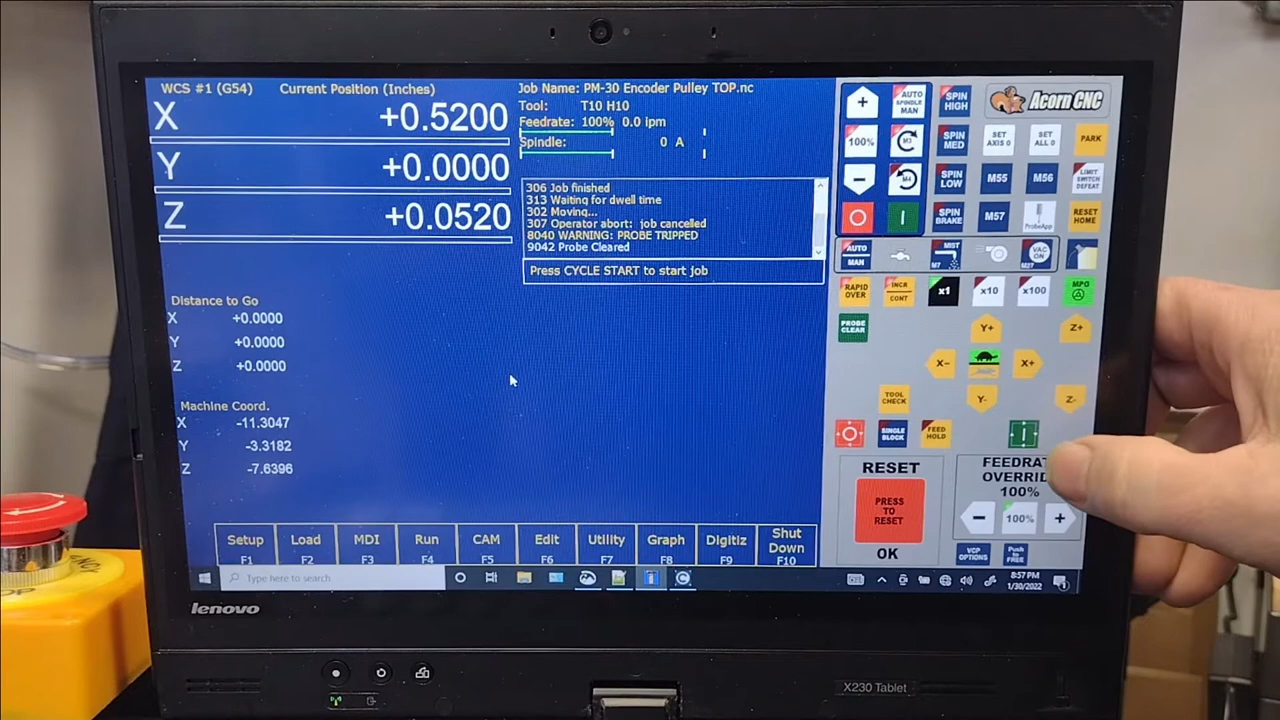 WCS #1 (G54) Current Position (Inches)
X +0.5200
Y +0.0000
Z +0.0520
Job Name: PM-30 Encoder Pulley TOP.nc
Tool: T10 H10
Feedrate: 100% 0.0 ipm
Spindle: 0 A
306 Job finished
313 Waiting for dwell time
302 Moving...
307 Operator abort: job cancelled
8040 WARNING: PROBE TRIPPED
9042 Probe Cleared
Press CYCLE START to start job
Distance to Go
X +0.0000
Y +0.0000
Z +0.0000
Machine Coord.
X -11.3047
Y -3.3182
Z -7.6396
Setup Load MDI Run CAM Edit Utility Graph Digitiz Shut Down
F1 F2 F3 F4 F5 F6 F7 F8 F9 F10
+ AUTO SPINDLE MAN SPIN HIGH Acorn CNC
100% M3 SPIN MED SET AXIS 0 SET ALL 0 PARK
− M4 SPIN LOW M55 M56 LIMIT SWITCH DEFEAT
SPIN BRAKE M57 ProbeApp RESET HOME
AUTO MAN MIST M7 VAC ON M27
RAPID OVER INCR CONT x1 x10 x100 MPG
PROBE CLEAR Y+ Z+
X- X+
TOOL CHECK Y- Z-
SINGLE BLOCK FEED HOLD
RESET
PRESS TO RESET
OK
FEEDRAT
OVERRID
100%
− 100% +
VCP OPTIONS Push to FREE
Type here to search
8:57 PM
1/30/2022
lenovo
X230 Tablet